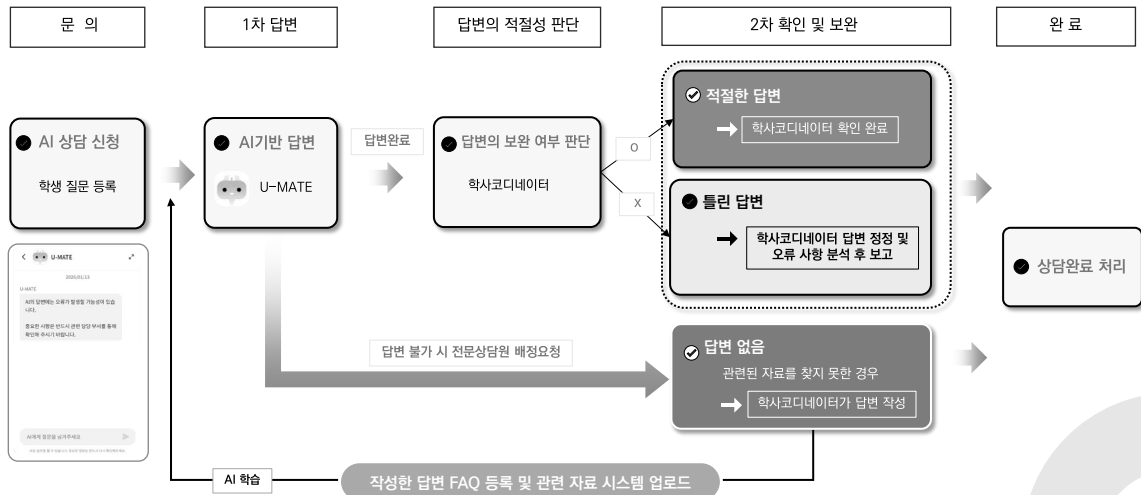 문 의
1차 답변
답변의 적절성 판단
2차 확인 및 보완
완 료
AI 상담 신청
학생 질문 등록
AI기반 답변
U-MATE
답변완료
답변의 보완 여부 판단
학사코디네이터
O
X
적절한 답변
학사코디네이터 확인 완료
틀린 답변
학사코디네이터 답변 정정 및
오류 사항 분석 후 보고
상담완료 처리
U-MATE
2026/01/13
U-MATE
AI의 답변에는 오류가 발생할 가능성이 있습
니다.
중요한 사항은 반드시 관련 담당 부서를 통해
확인해 주시기 바랍니다.
AI에게 질문을 남겨주세요
답변 불가 시 전문상담원 배정요청
답변 없음
관련된 자료를 찾지 못한 경우
학사코디네이터가 답변 작성
AI 학습
작성한 답변 FAQ 등록 및 관련 자료 시스템 업로드